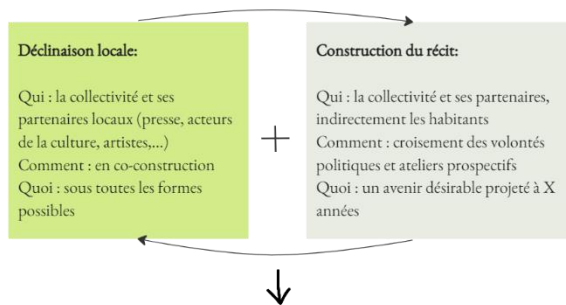 Déclinaison locale:
Qui : la collectivité et ses
partenaires locaux (presse, acteurs
de la culture, artistes,...)
Comment : en co-construction
Quoi : sous toutes les formes
possibles
+
Construction du récit:
Qui : la collectivité et ses partenaires,
indirectement les habitants
Comment : croisement des volontés
politiques et ateliers prospectifs
Quoi : un avenir désirable projeté à X
années